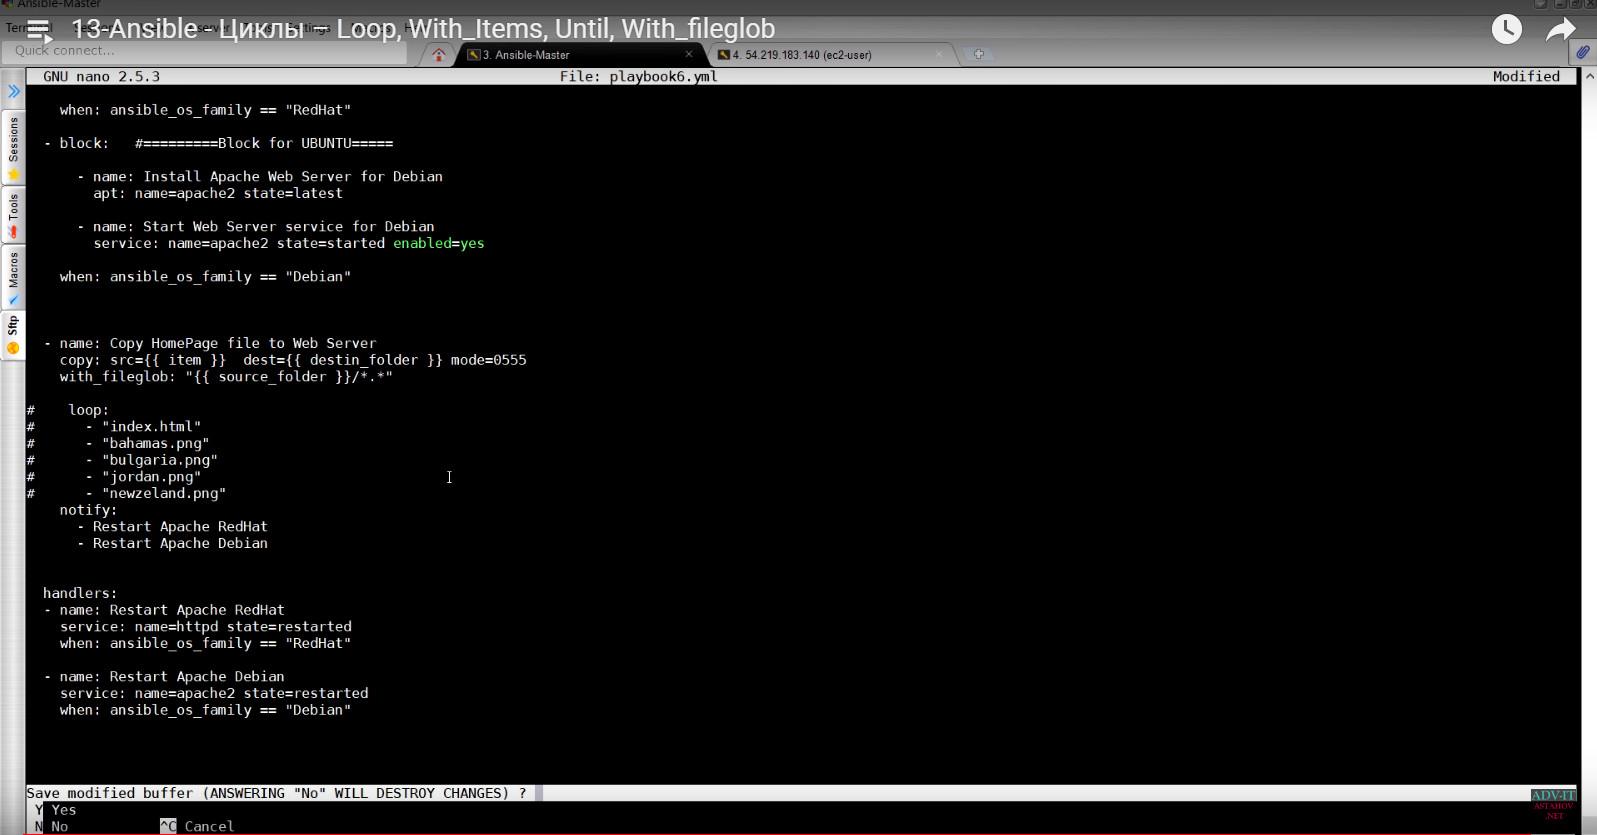 Ansible-Master
13-Ansible - Циклы - Loop, With_Items, Until, With_fileglob
Quick connect...
3. Ansible-Master
4. 54.219.183.140 (ec2-user)
GNU nano 2.5.3 File: playbook6.yml Modified
when: ansible_os_family == "RedHat"
- block: #=========Block for UBUNTU=====
- name: Install Apache Web Server for Debian
apt: name=apache2 state=latest
- name: Start Web Server service for Debian
service: name=apache2 state=started enabled=yes
when: ansible_os_family == "Debian"
- name: Copy HomePage file to Web Server
copy: src={{ item }}  dest={{ destin_folder }} mode=0555
with_fileglob: "{{ source_folder }}/*.*"
# loop:
# - "index.html"
# - "bahamas.png"
# - "bulgaria.png"
# - "jordan.png"
# - "newzeland.png"
notify:
- Restart Apache RedHat
- Restart Apache Debian
handlers:
- name: Restart Apache RedHat
service: name=httpd state=restarted
when: ansible_os_family == "RedHat"
- name: Restart Apache Debian
service: name=apache2 state=restarted
when: ansible_os_family == "Debian"
Save modified buffer (ANSWERING "No" WILL DESTROY CHANGES) ?
Y Yes
N No ^C Cancel
Sessions
Tools
Macros
Sftp
ADV-IT
ASTAHOV
.NET